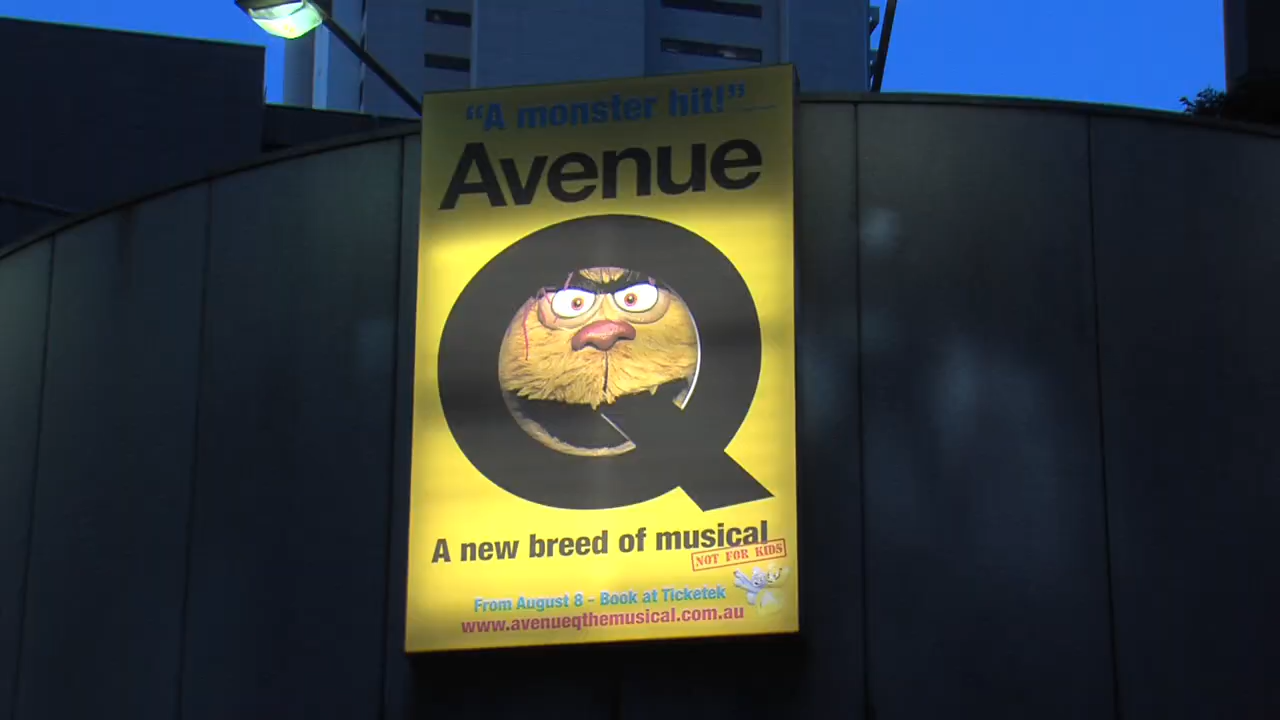 “A monster hit!”
Avenue
Q
A new breed of musical
NOT FOR KIDS
From August 8 - Book at Ticketek
www.avenueqthemusical.com.au